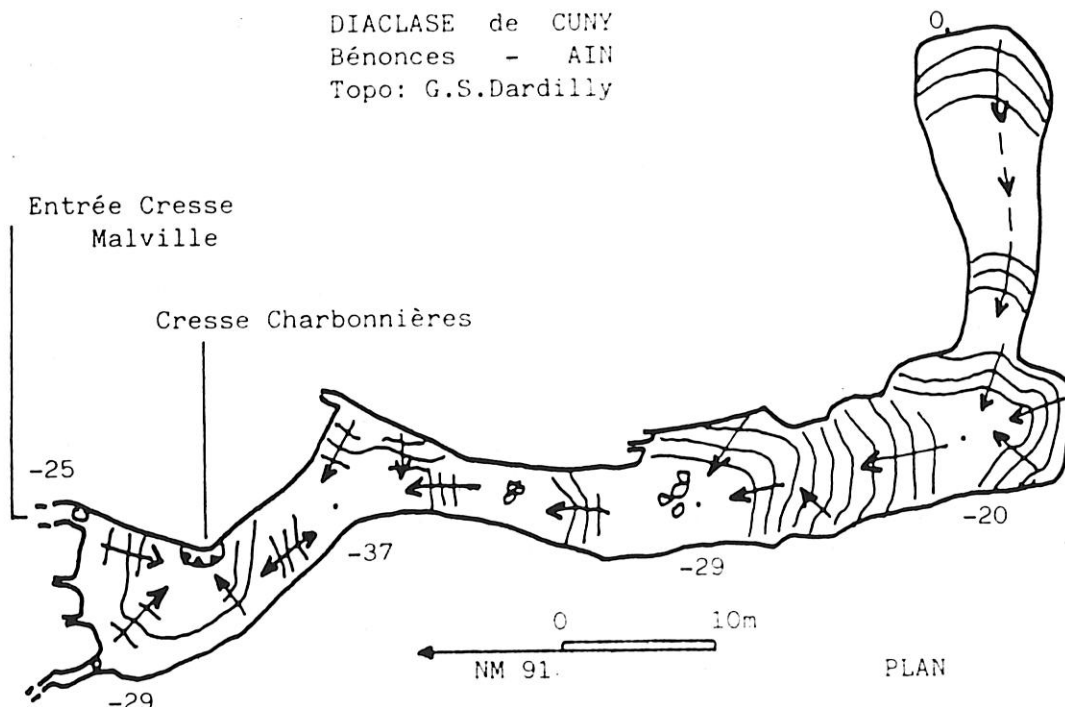 DIACLASE de CUNY
Bénonces - AIN
Topo: G.S.Dardilly
0
Entrée Cresse
Malville
Cresse Charbonnières
-25
-37
-20
-29
0 10m
NM 91
PLAN
-29